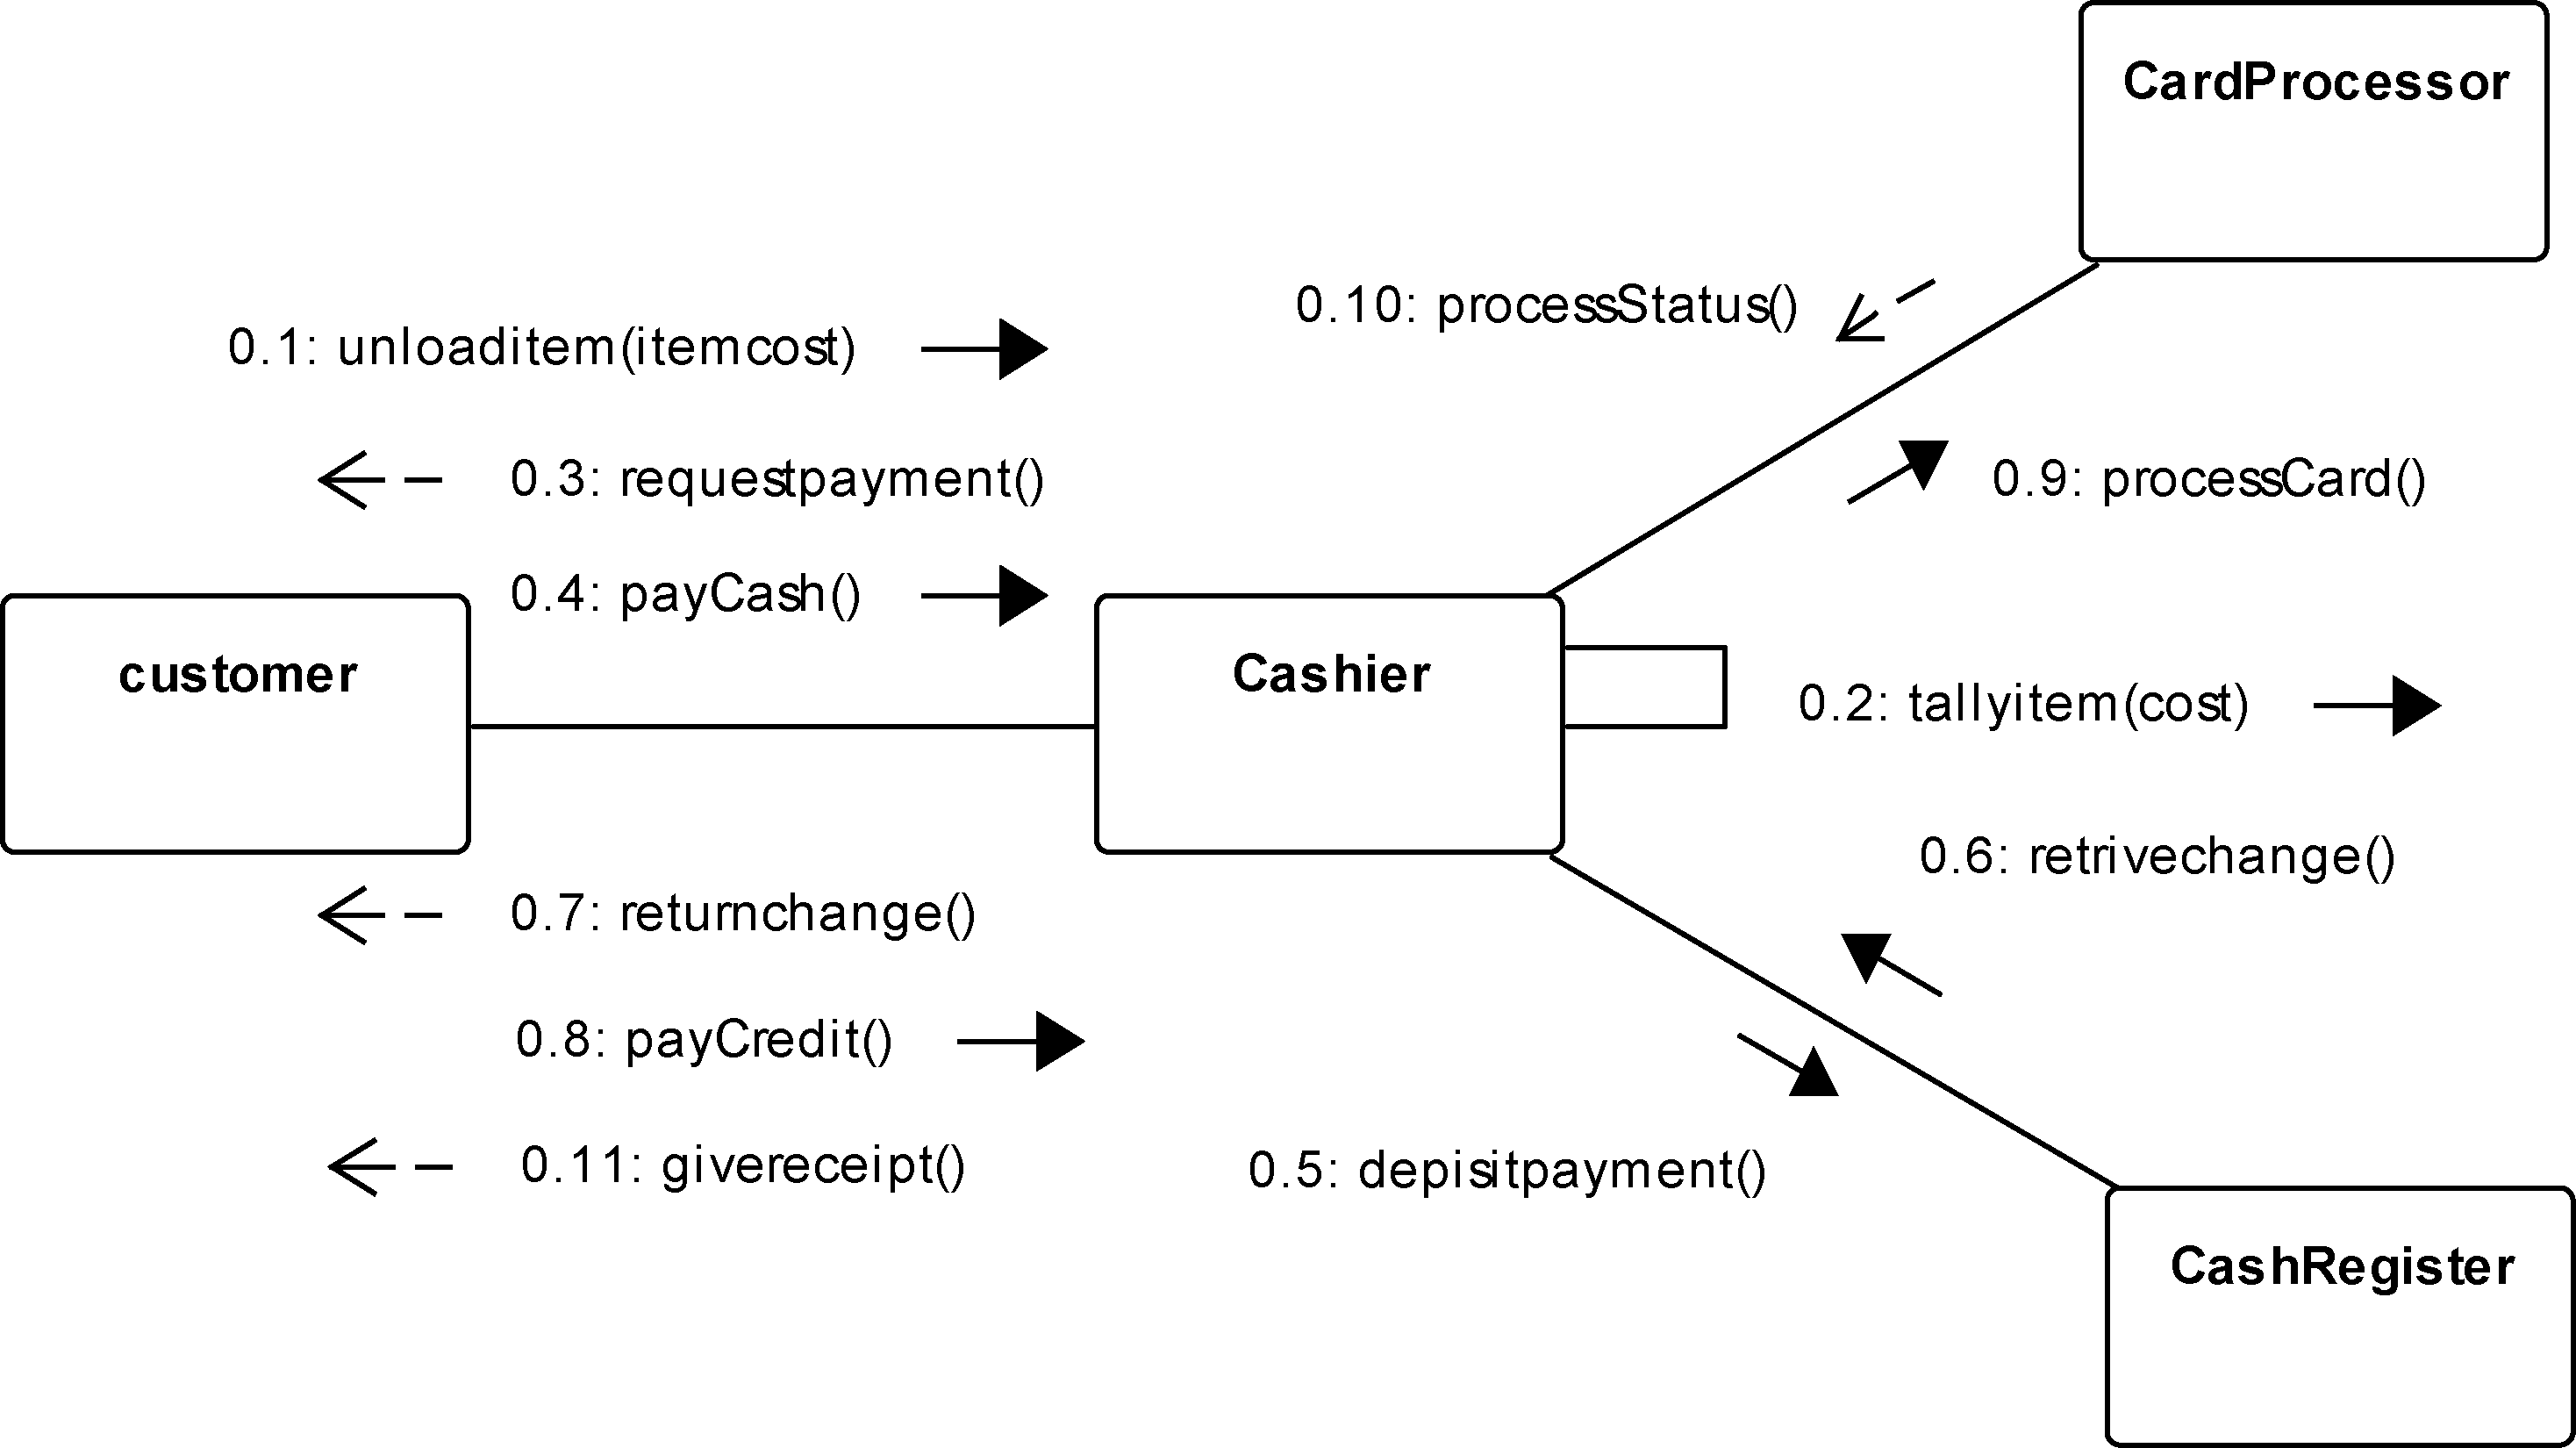 CardProcessor
0.10: processStatus()
0.1: unloaditem(itemcost)
0.3: requestpayment()
0.9: processCard()
0.4: payCash()
customer
Cashier
0.2: tallyitem(cost)
0.6: retrivechange()
0.7: returnchange()
0.8: payCredit()
0.11: givereceipt()
0.5: depisitpayment()
CashRegister